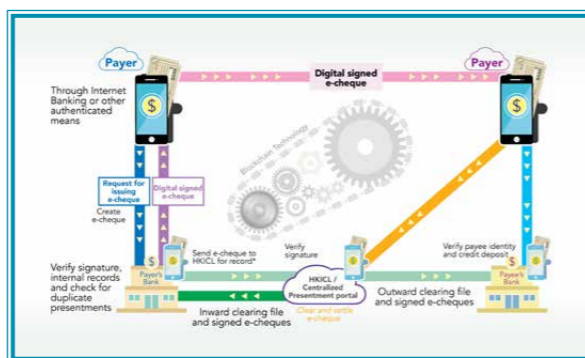 Payer
Payer
Digital signed
e-cheque
Through Internet
Banking or other
authenticated
means
Blockchain Technology
Request for
issuing
e-cheque
Digital signed
e-cheque
Create
e-cheque
Send e-cheque to
HKICL for record*
Verify
signature
Verify payee identity
and credit deposit
Verify signature,
internal records
and check for
duplicate
presentments
Payer's
Bank
HKICL /
Centralized
Presentment portal
Clear and settle
e-cheque
Payee's
Bank
Inward clearing file
and signed e-cheques
Outward clearing file
and signed e-cheques